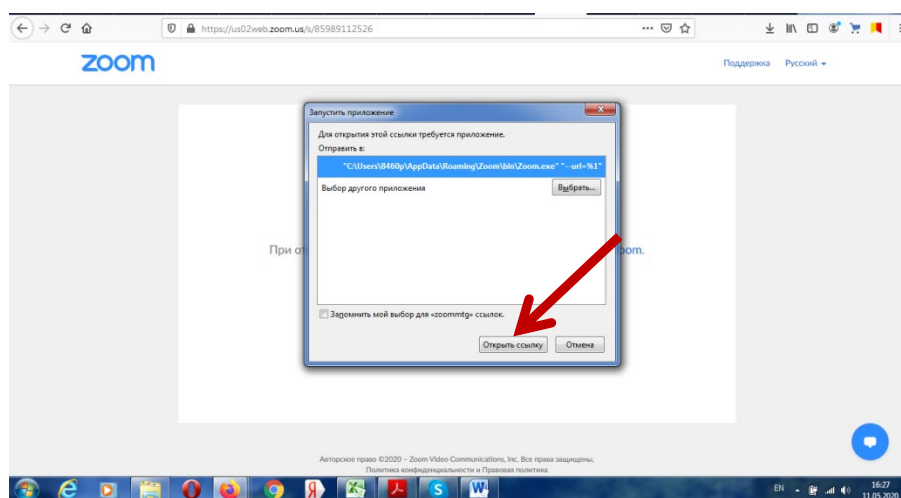 https://us02web.zoom.us/s/85989112526
zoom
Поддержка Русский
Запустить приложение
Для открытия этой ссылки требуется приложение.
Отправить в:
"C:\Users\8460p\AppData\Roaming\Zoom\bin\Zoom.exe" "--url=%1"
Выбор другого приложения
Выбрать...
При о
oom.
Запомнить мой выбор для «zoommtg» ссылок.
Открыть ссылку Отмена
Авторское право ©2020 - Zoom Video Communications, Inc. Все права защищены.
Политика конфиденциальности и Правовая политика
EN
16:27
11.05.2020